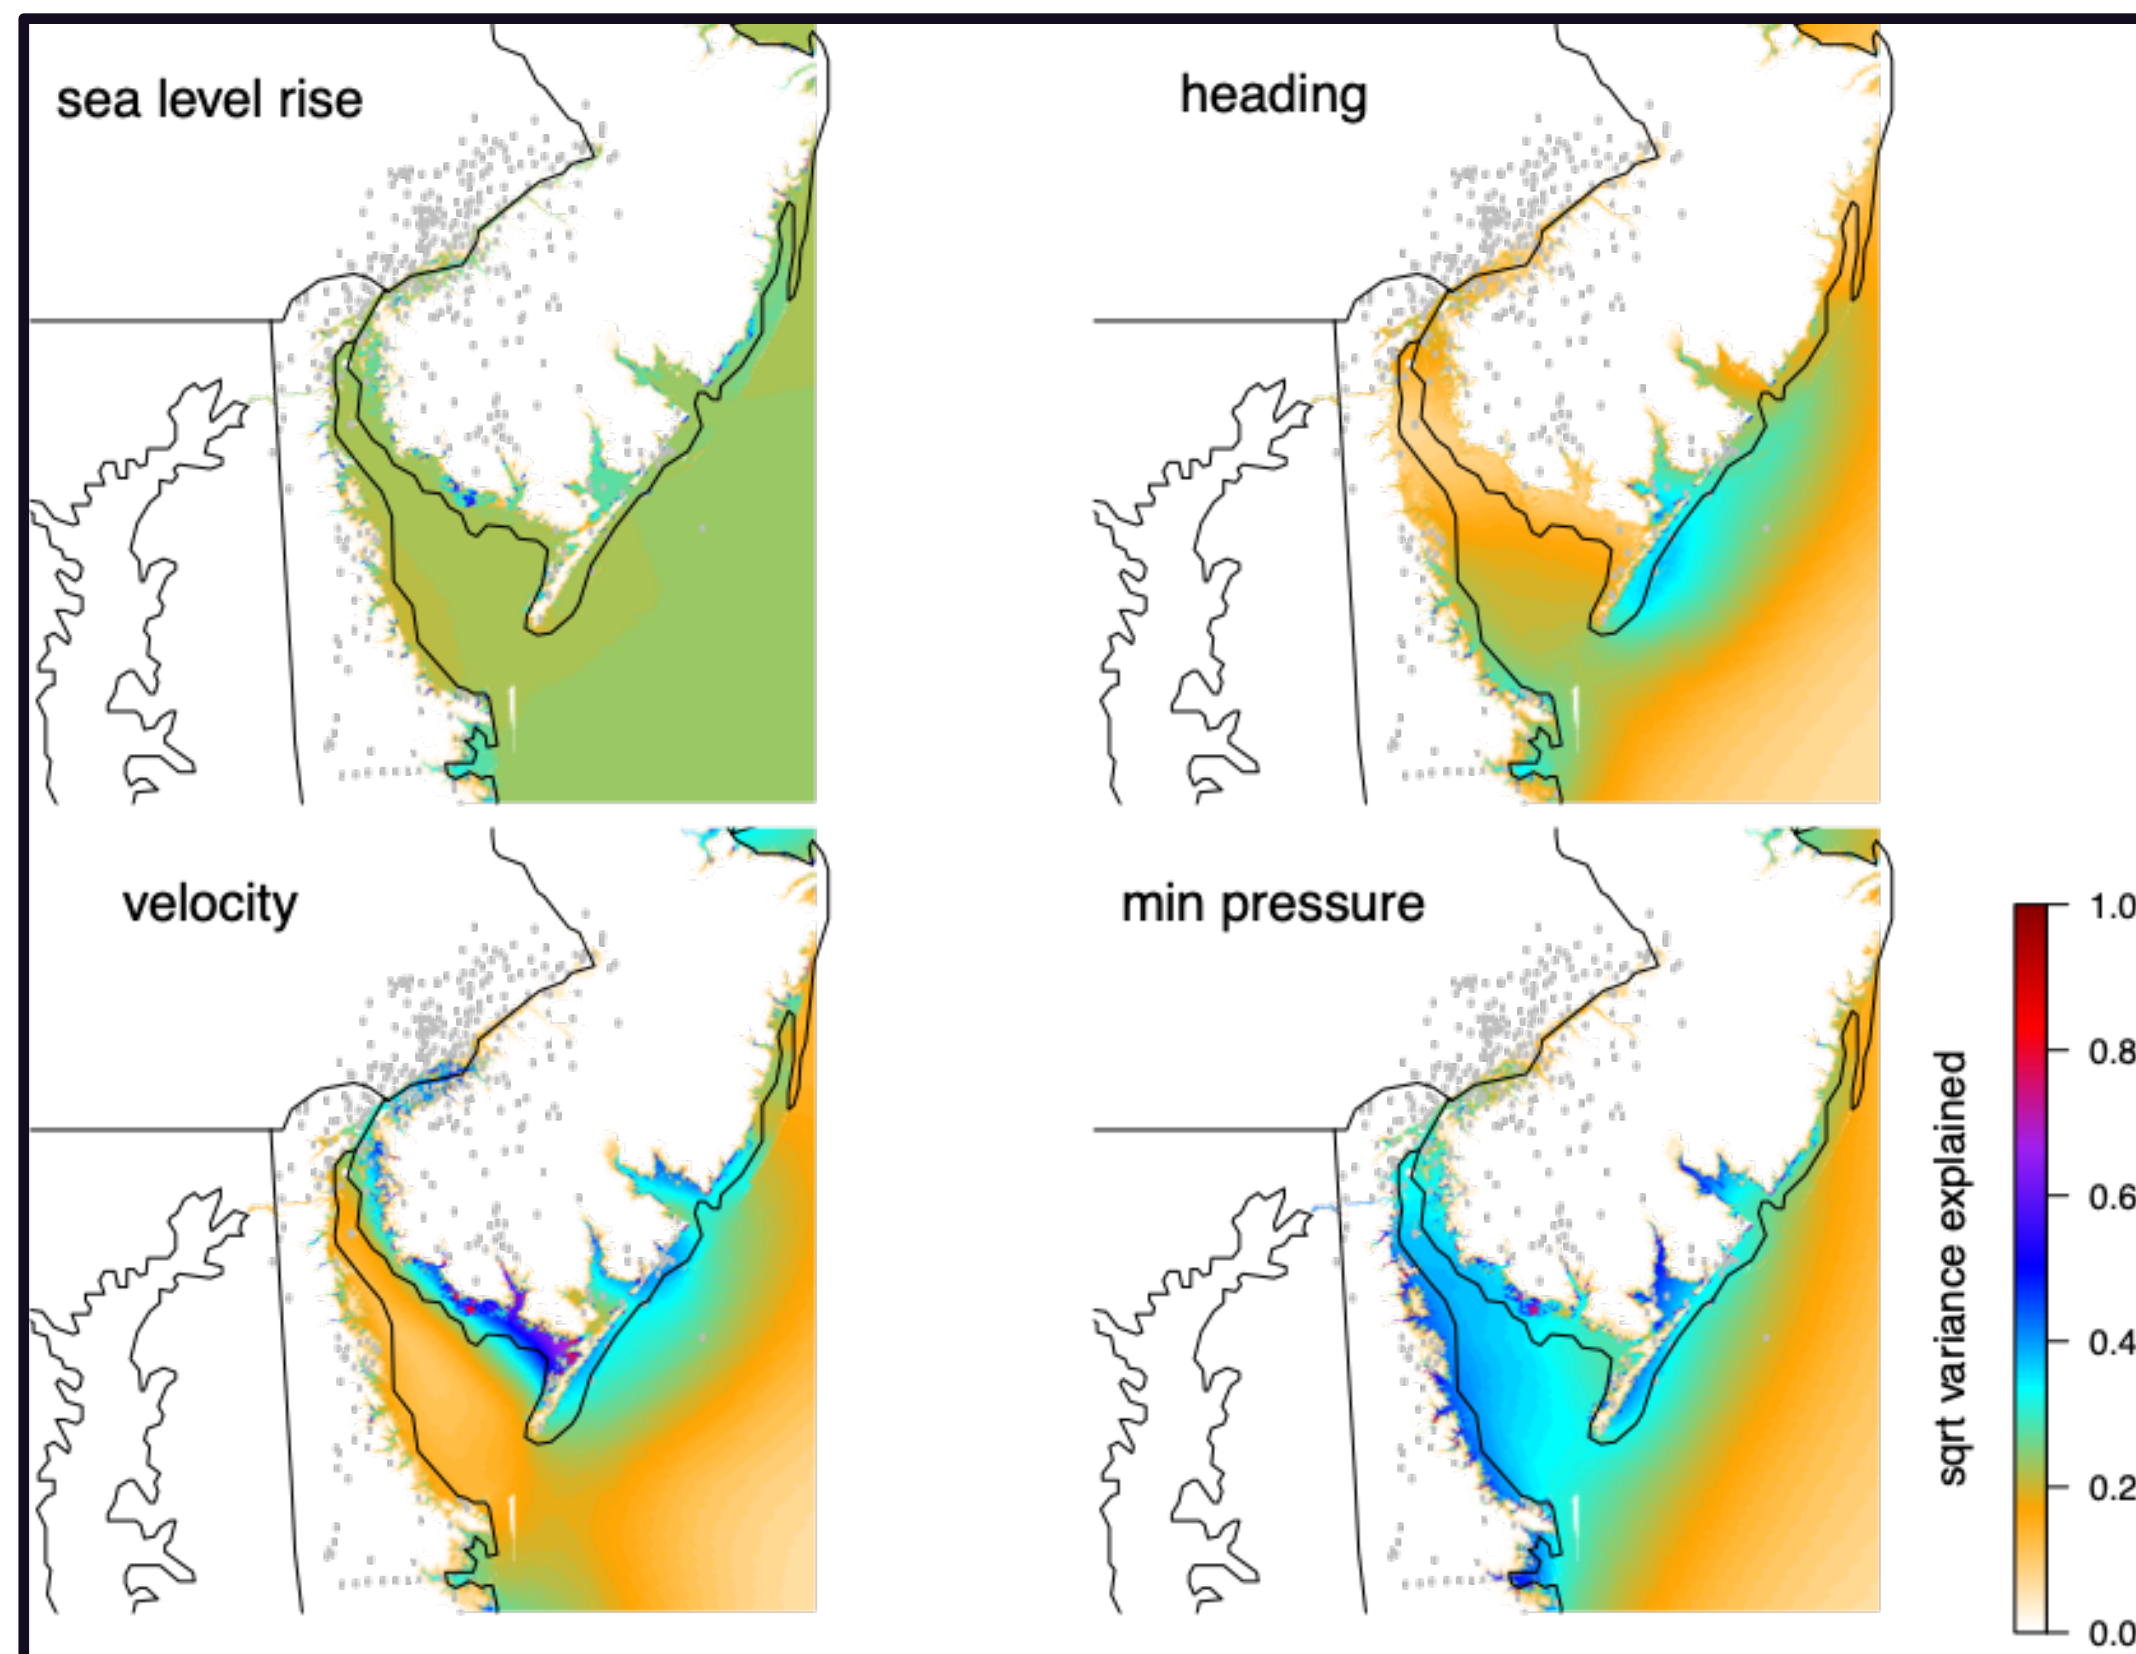 sea level rise
heading
velocity
min pressure
sqrt variance explained
1.0
0.8
0.6
0.4
0.2
0.0